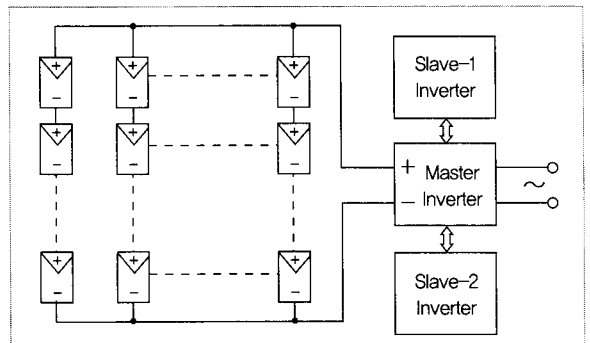 + + +
− − −
+ + +
− − −
+ + +
− − −
Slave-1
Inverter
+ Master
− Inverter
~
Slave-2
Inverter